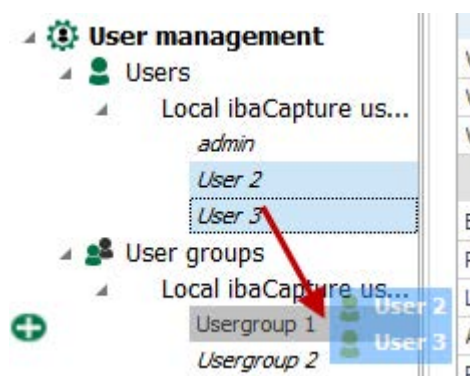 User management
Users
Local ibaCapture us...
admin
User 2
User 3
User groups
Local ibaCapture us...
User 2
Usergroup 1
User 3
Usergroup 2